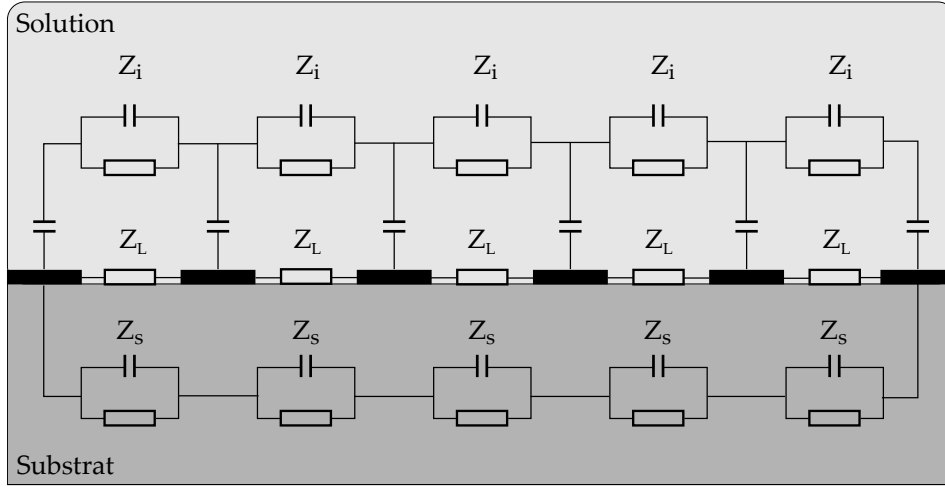 Solution
Z_i Z_i Z_i Z_i Z_i
Z_L Z_L Z_L Z_L Z_L
Z_s Z_s Z_s Z_s Z_s
Substrat